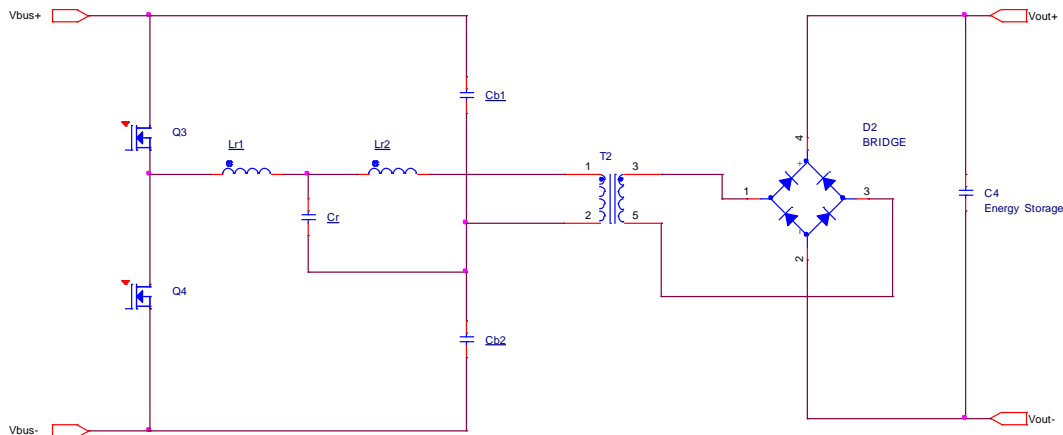 Vbus+
Vout+
Cb1
Q3
Lr1
Lr2
D2
BRIDGE
4
T2
1
3
1
3
Cr
2
5
C4
Energy Storage
2
Q4
Cb2
Vbus-
Vout-